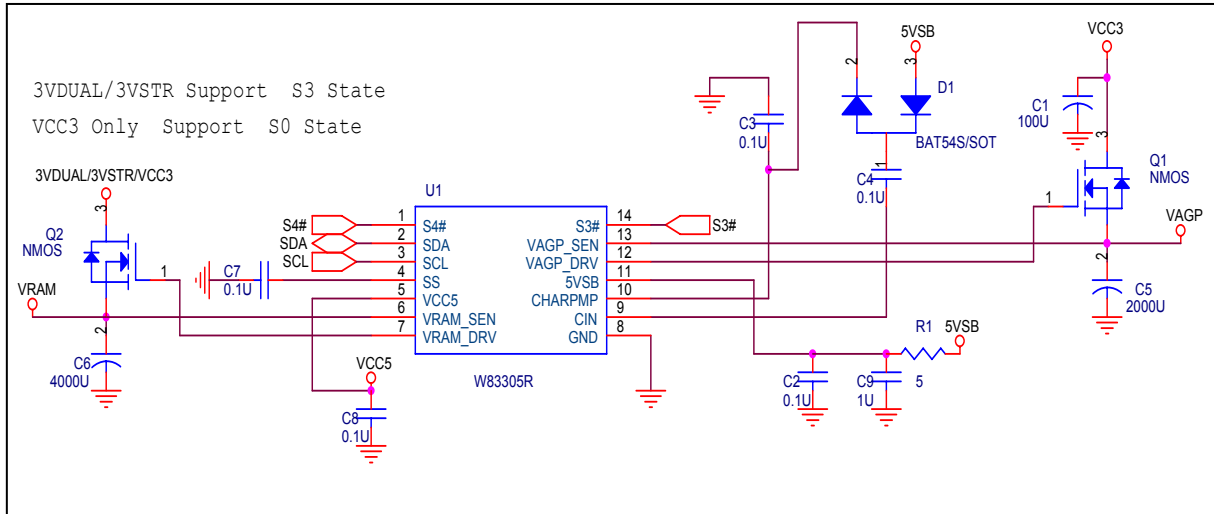 3VDUAL/3VSTR Support S3 State
VCC3 Only Support S0 State
5VSB
VCC3
2
3
D1
C3
0.1U
BAT54S/SOT
1
C4
0.1U
C1
100U
3
Q1
NMOS
1
VAGP
2
C5
2000U
3VDUAL/3VSTR/VCC3
3
Q2
NMOS
1
VRAM
2
C6
4000U
U1
S4#
SDA
SCL
C7
0.1U
1 S4#
2 SDA
3 SCL
4 SS
5 VCC5
6 VRAM_SEN
7 VRAM_DRV
S3# 14
VAGP_SEN 13
VAGP_DRV 12
5VSB 11
CHARPMP 10
CIN 9
GND 8
S3#
W83305R
VCC5
C8
0.1U
R1
5
5VSB
C2
0.1U
C9
1U